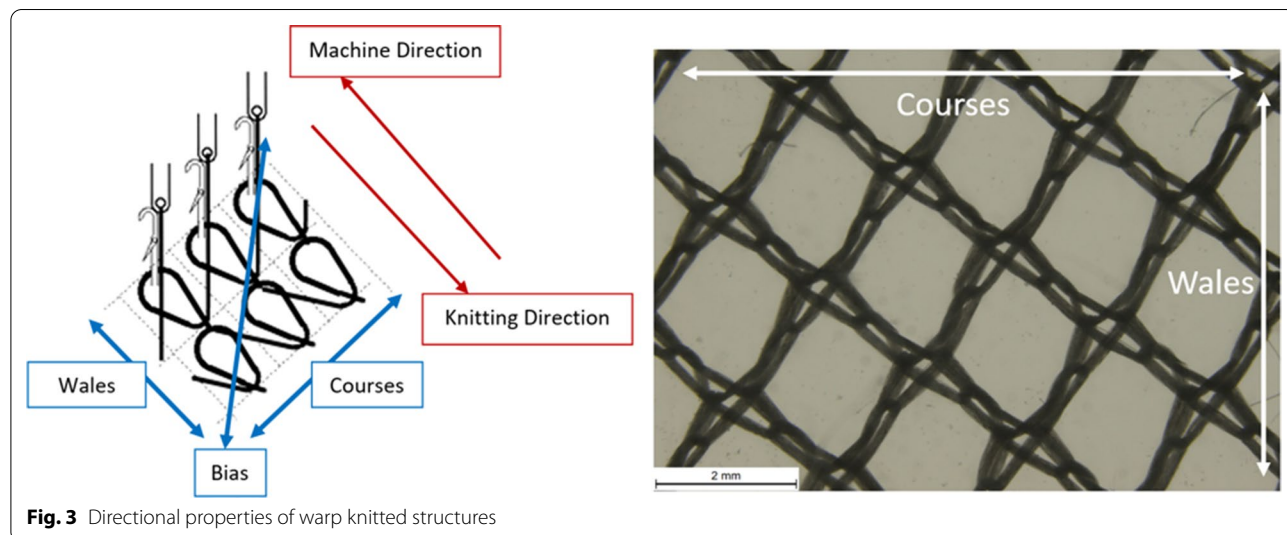 Machine Direction
Knitting Direction
Wales
Courses
Bias
Courses
Wales
2 mm
Fig. 3 Directional properties of warp knitted structures